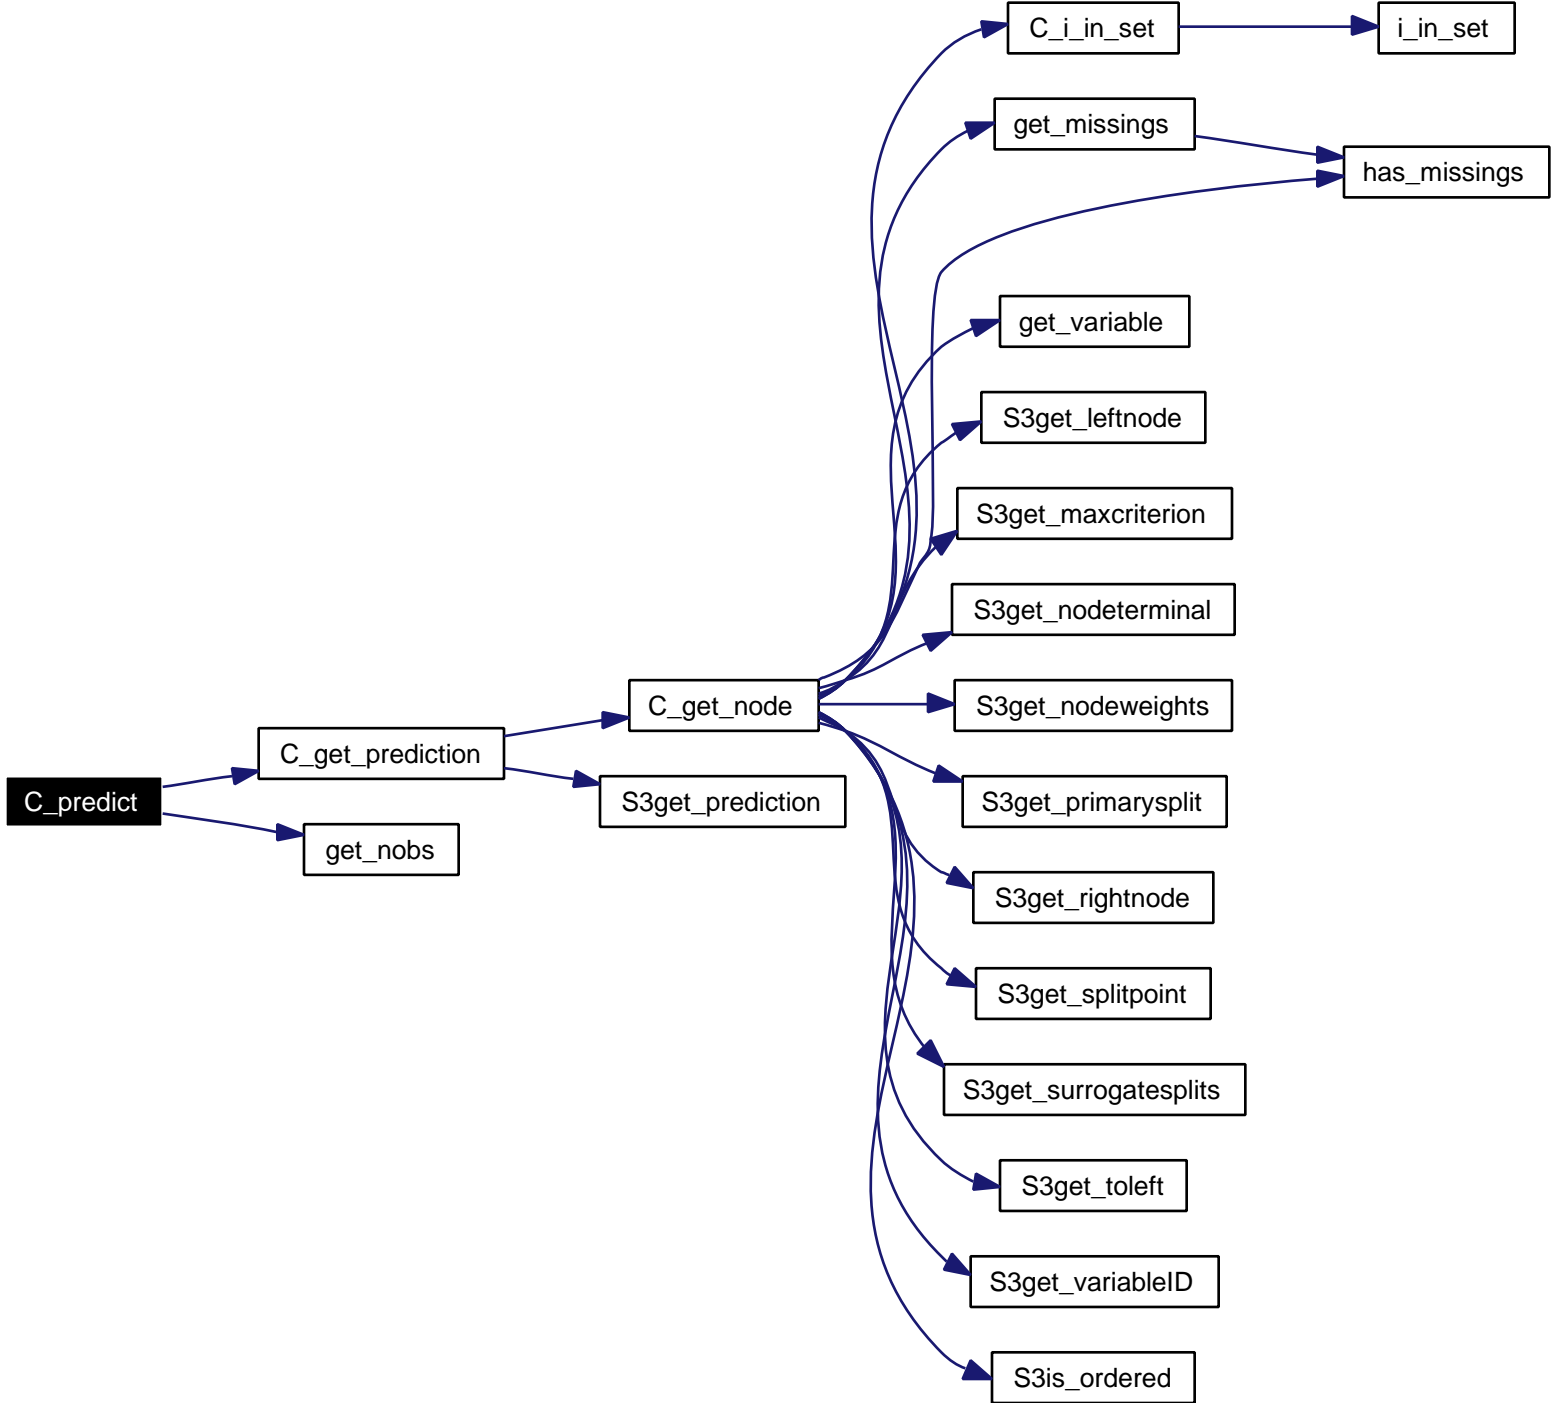 C_i_in_set
i_in_set
get_missings
has_missings
get_variable
S3get_leftnode
S3get_maxcriterion
S3get_nodeterminal
C_get_node
S3get_nodeweights
C_get_prediction
S3get_primarysplit
C_predict
S3get_prediction
get_nobs
S3get_rightnode
S3get_splitpoint
S3get_surrogatesplits
S3get_toleft
S3get_variableID
S3is_ordered